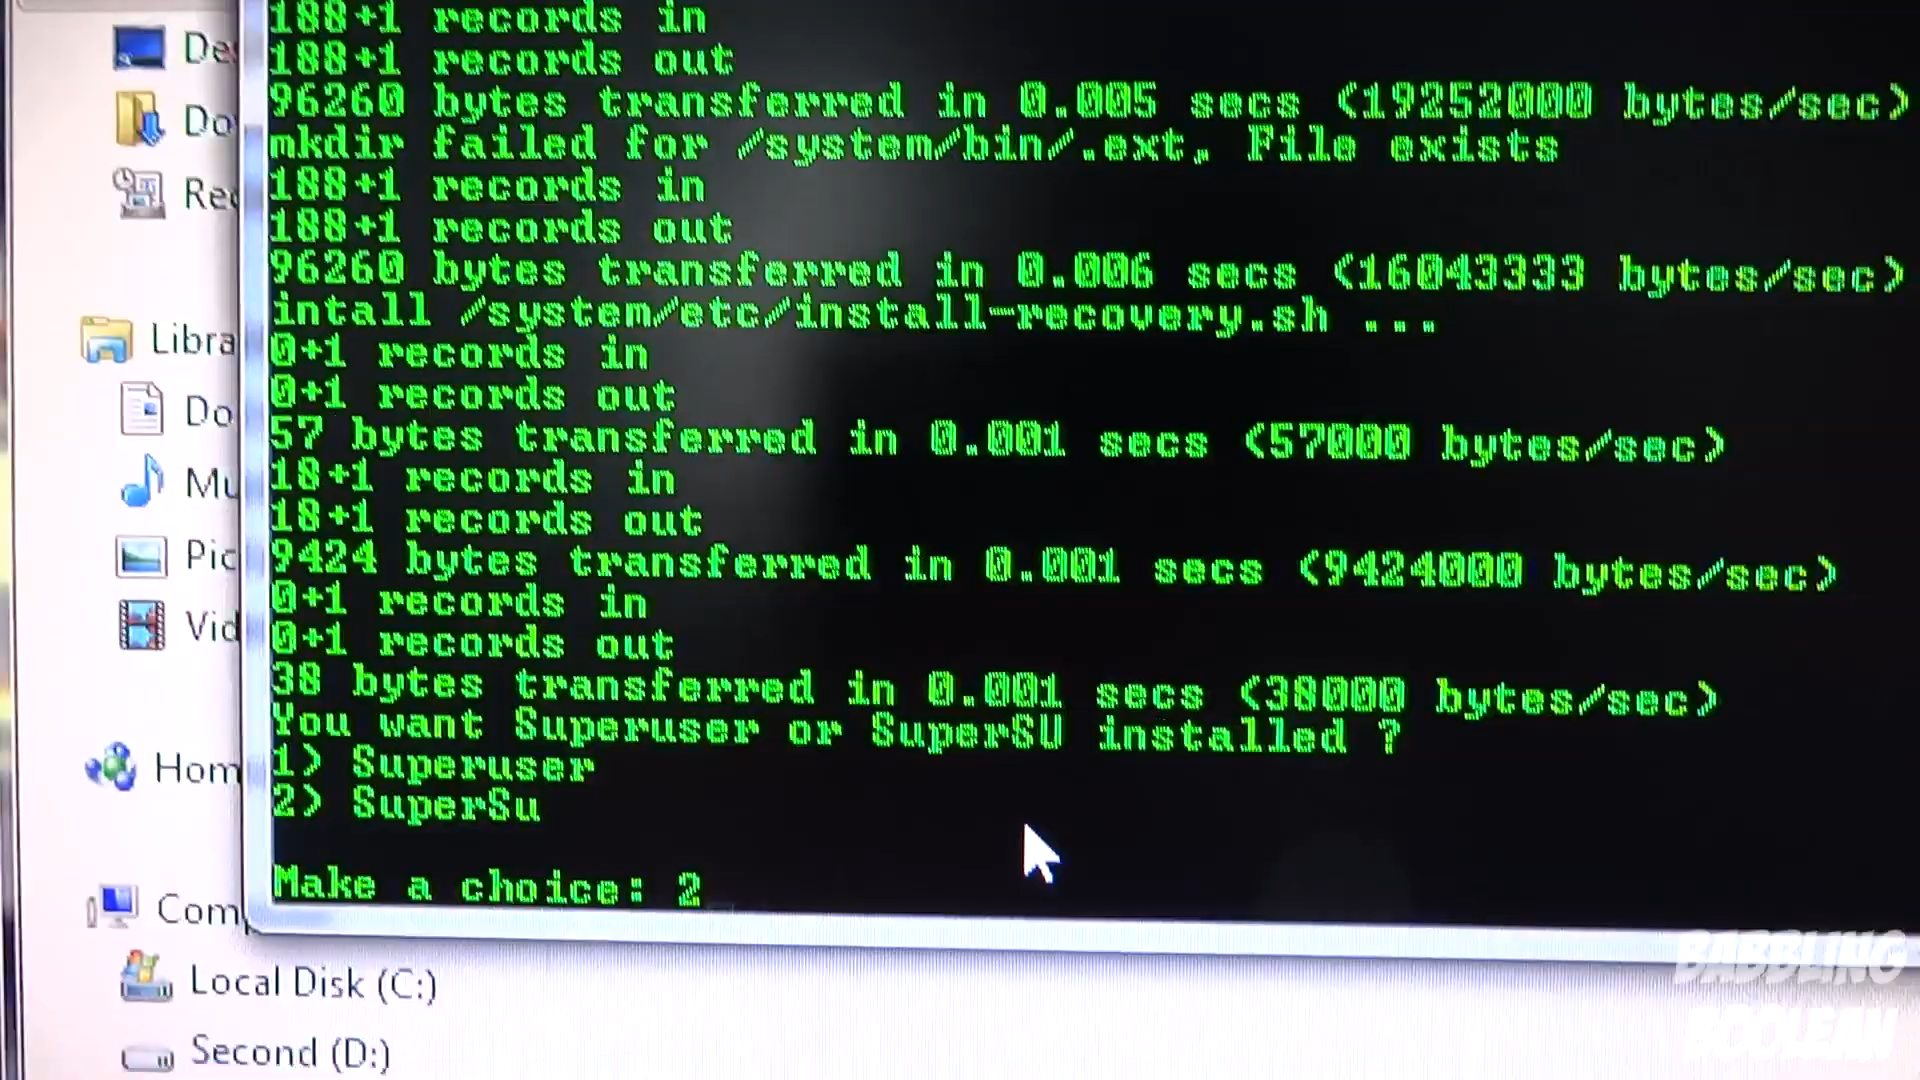 188+1 records in
188+1 records out
96260 bytes transferred in 0.005 secs (19252000 bytes/sec)
mkdir failed for /system/bin/.ext, File exists
188+1 records in
188+1 records out
96260 bytes transferred in 0.006 secs (16043333 bytes/sec)
intall /system/etc/install-recovery.sh ...
0+1 records in
0+1 records out
57 bytes transferred in 0.001 secs (57000 bytes/sec)
18+1 records in
18+1 records out
9424 bytes transferred in 0.001 secs (9424000 bytes/sec)
0+1 records in
0+1 records out
38 bytes transferred in 0.001 secs (38000 bytes/sec)
You want Superuser or SuperSU installed ?
1) Superuser
2) SuperSu
Make a choice: 2
Des
Do
Rec
Libra
Do
Mu
Pic
Vid
Hom
Comp
Local Disk (C:)
Second (D:)
BABBLING
BOOLEAN